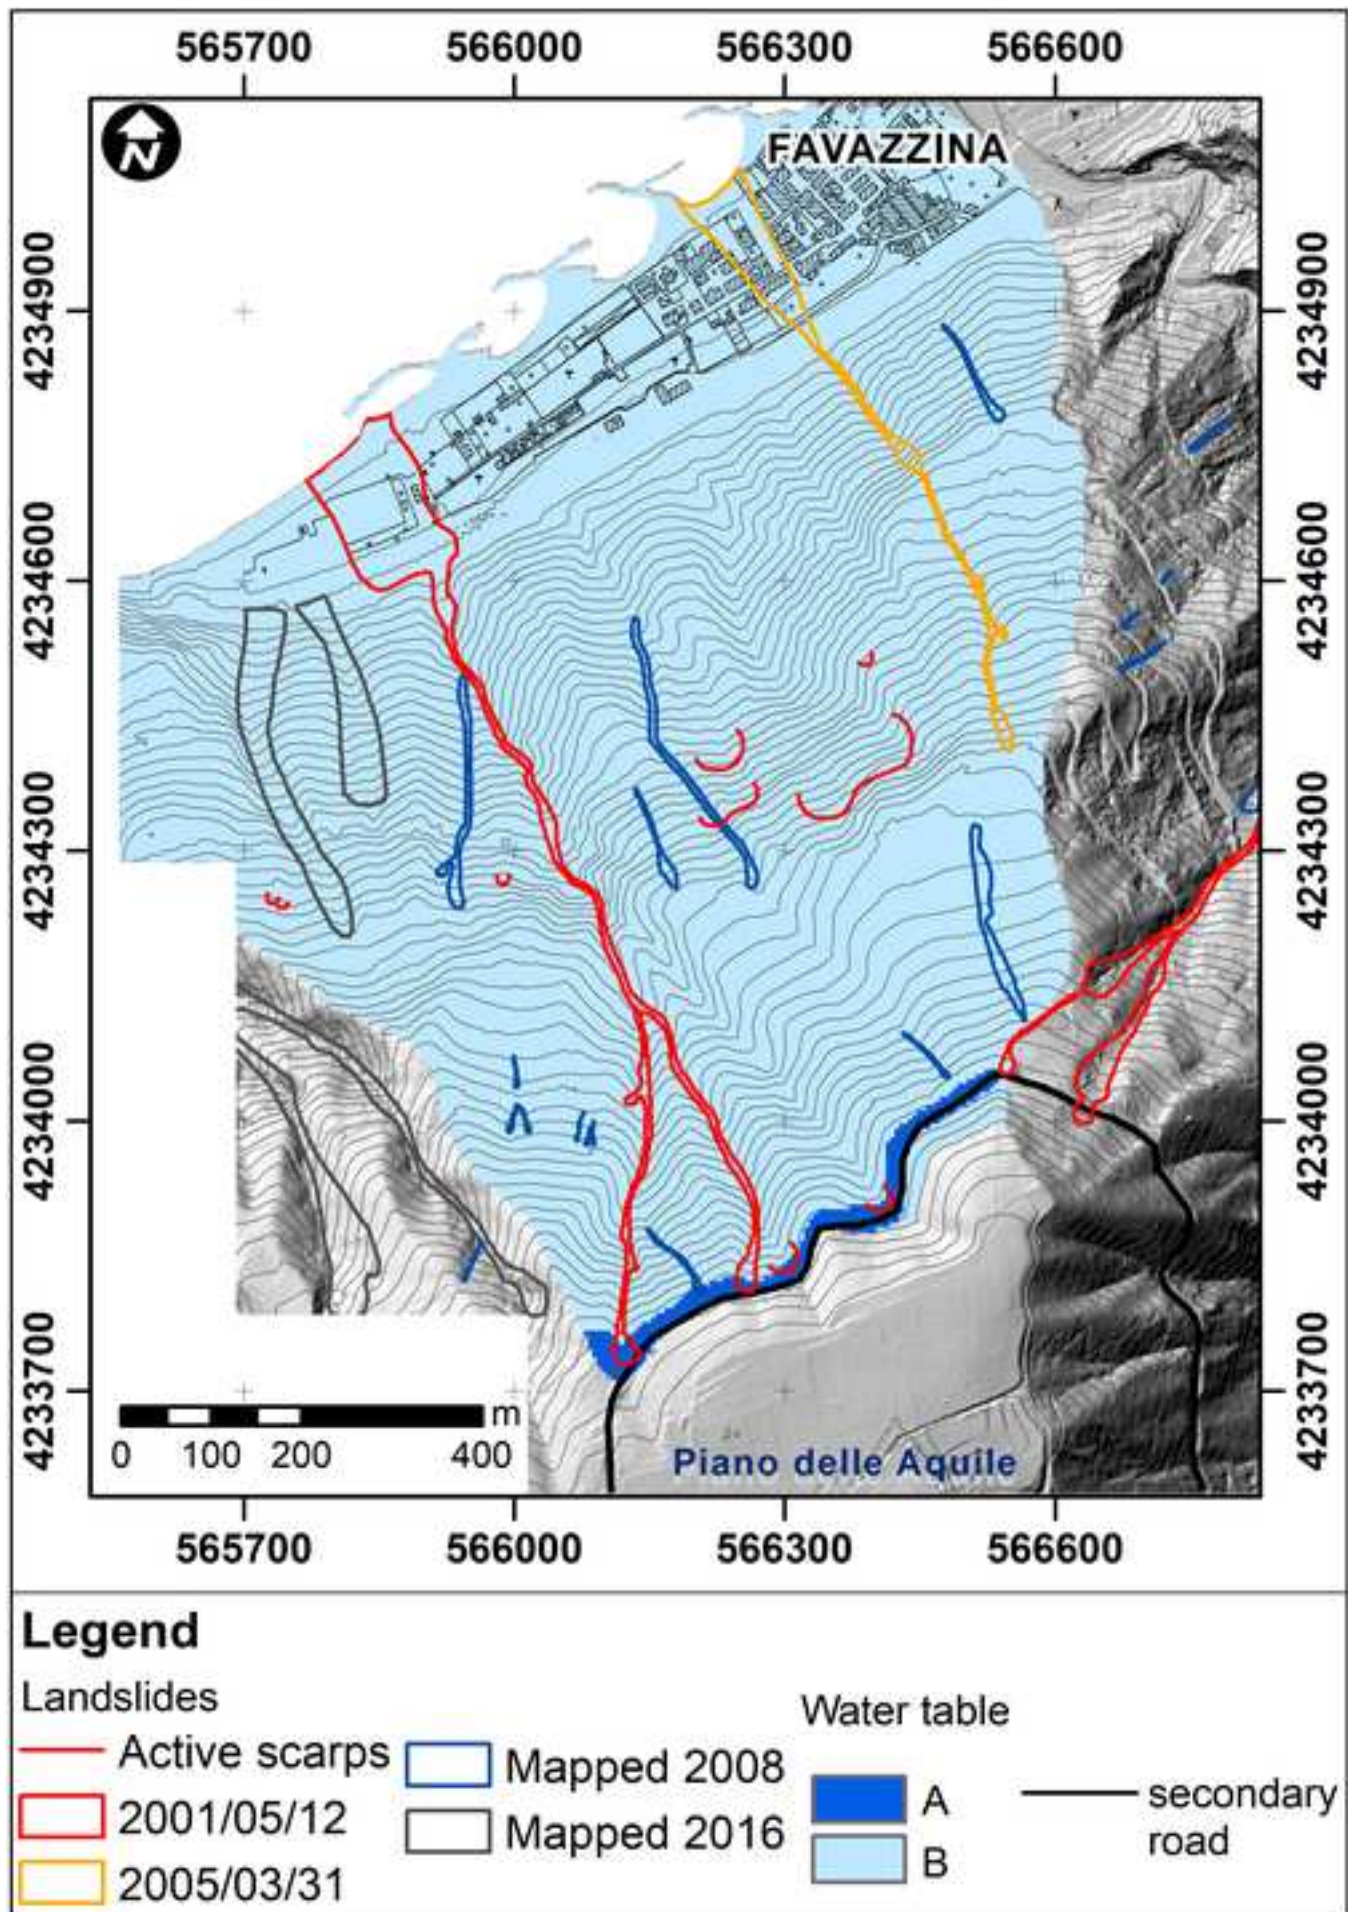 565700 566000 566300 566600
N
FAVAZZINA
4234900 4234900
4234600 4234600
4234300 4234300
4234000 4234000
4233700 4233700
m
0 100 200 400
Piano delle Aquile
565700 566000 566300 566600
Legend
Landslides
Active scarps
2001/05/12
2005/03/31
Mapped 2008
Mapped 2016
Water table
A
B
secondary
road